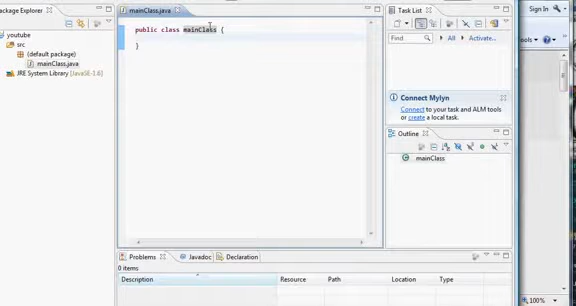 ackage Explorer
youtube
src
(default package)
mainClass.java
JRE System Library [JavaSE-1.6]
mainClass.java
public class mainClass {
}
Task List
Find
All
Activate...
Connect Mylyn
Connect to your task and ALM tools
or create a local task.
Outline
mainClass
Problems
Javadoc
Declaration
0 items
Description
Resource
Path
Location
Type
Sign In
ools
100%